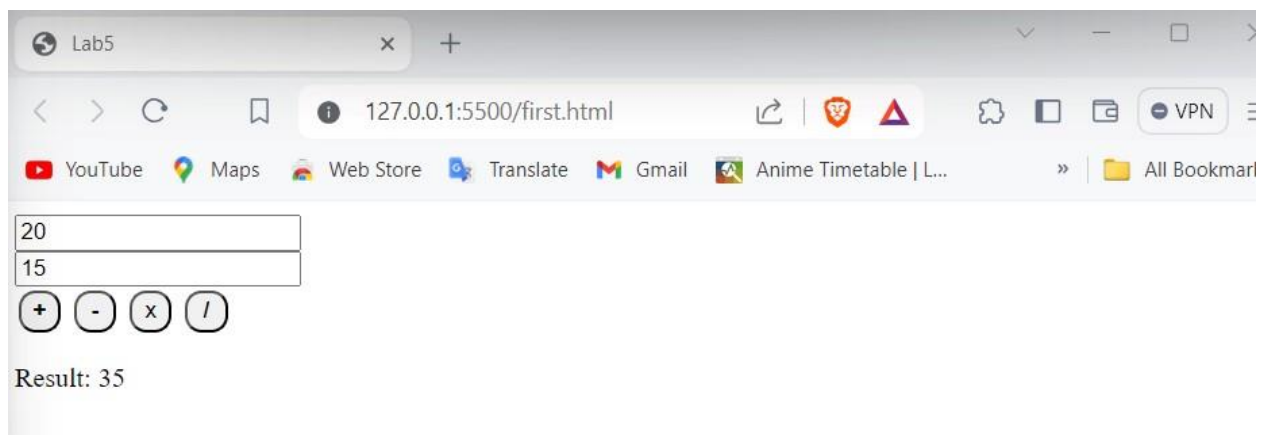 Lab5
127.0.0.1:5500/first.html
VPN
YouTube Maps Web Store Translate Gmail Anime Timetable | L... » All Bookmar
20
15
+ - x /
Result: 35